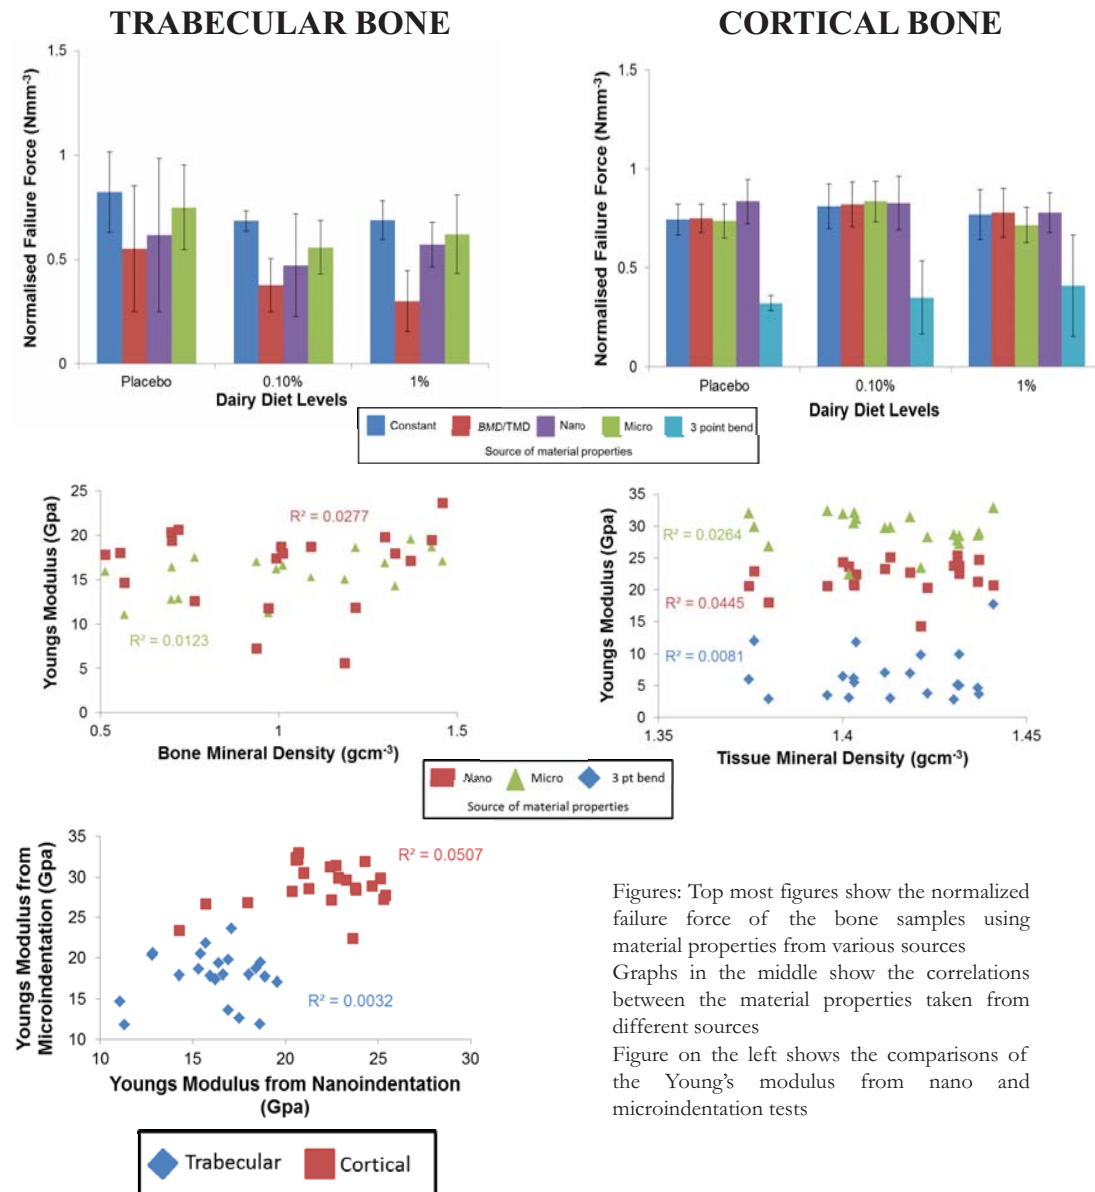 TRABECULAR BONE
CORTICAL BONE
Normalised Failure Force (Nmm-3)
1.5
1
0.5
0
Placebo
0.10%
1%
Dairy Diet Levels
Normalised Failure Force (Nmm-3)
1.5
1
0.5
0
Placebo
0.10%
1%
Dairy Diet Levels
Constant BMD/TMD Nano Micro 3 point bend
Source of material properties
Youngs Modulus (Gpa)
25
20
15
10
5
0
R² = 0.0277
R² = 0.0123
0.5 1 1.5
Bone Mineral Density (gcm-3)
Youngs Modulus (Gpa)
35
30
25
20
15
10
5
0
R² = 0.0264
R² = 0.0445
R² = 0.0081
1.35 1.4 1.45
Tissue Mineral Density (gcm-3)
Nano Micro 3 pt bend
Source of material properties
Youngs Modulus from
Microindentation (Gpa)
35
30
25
20
15
10
R² = 0.0507
R² = 0.0032
10 15 20 25 30
Youngs Modulus from Nanoindentation
(Gpa)
Trabecular Cortical
Figures: Top most figures show the normalized
failure force of the bone samples using
material properties from various sources
Graphs in the middle show the correlations
between the material properties taken from
different sources
Figure on the left shows the comparisons of
the Young's modulus from nano and
microindentation tests